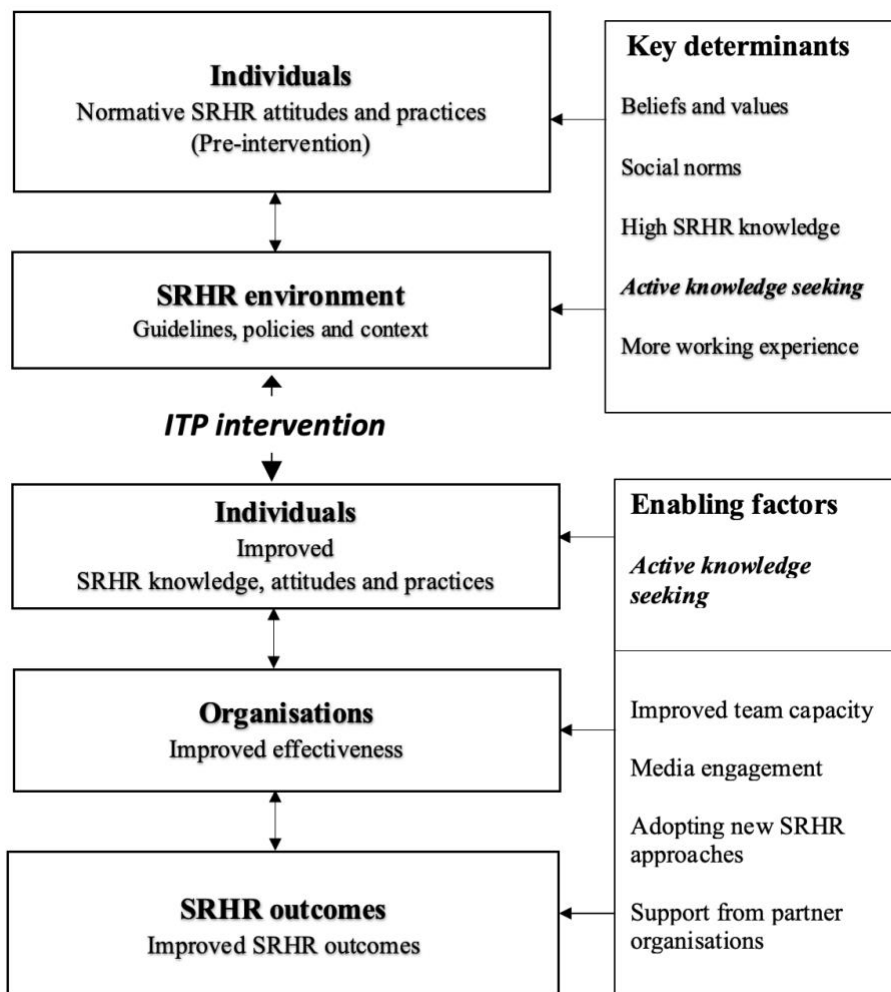 Individuals
Normative SRHR attitudes and practices
(Pre-intervention)
SRHR environment
Guidelines, policies and context
Key determinants
Beliefs and values
Social norms
High SRHR knowledge
Active knowledge seeking
More working experience
ITP intervention
Individuals
Improved
SRHR knowledge, attitudes and practices
Organisations
Improved effectiveness
SRHR outcomes
Improved SRHR outcomes
Enabling factors
Active knowledge
seeking
Improved team capacity
Media engagement
Adopting new SRHR
approaches
Support from partner
organisations